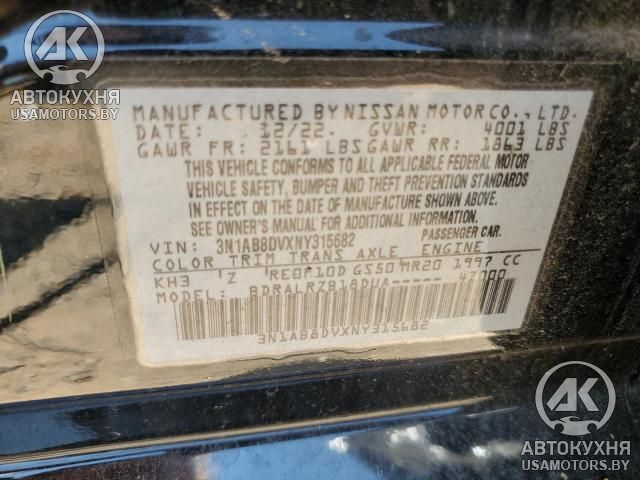 АК
АВТОКУХНЯ
USAMOTORS.BY
MANUFACTURED BY NISSAN MOTOR CO., LTD.
DATE: 12/22. GVWR: 4001 LBS
GAWR FR: 2161 LBS GAWR RR: 1863 LBS
THIS VEHICLE CONFORMS TO ALL APPLICABLE FEDERAL MOTOR
VEHICLE SAFETY, BUMPER AND THEFT PREVENTION STANDARDS
IN EFFECT ON THE DATE OF MANUFACTURE SHOWN ABOVE.
SEE OWNER'S MANUAL FOR ADDITIONAL INFORMATION.
VIN: 3N1AB8DVXNY315682 PASSENGER CAR.
COLOR TRIM TRANS AXLE ENGINE
KH3 'Z 'RE0F10D GS50 MR20 1997 CC
MODEL: BDRALRZB18DUA----- 47000
3N1AB8DVXNY315682
АК
АВТОКУХНЯ
USAMOTORS.BY